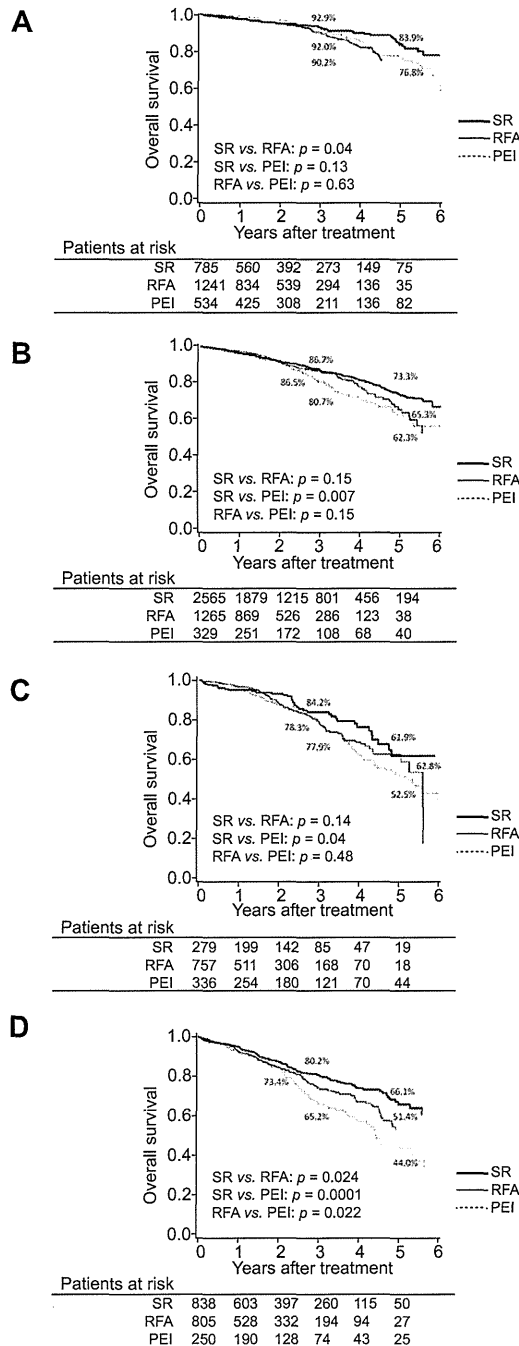 A
Overall survival
1.0
0.8
0.6
0.4
0.2
0.0
92.9%
83.9%
92.0%
90.2%
76.8%
SR
RFA
PEI
SR vs. RFA: p = 0.04
SR vs. PEI: p = 0.13
RFA vs. PEI: p = 0.63
0 1 2 3 4 5 6
Years after treatment
Patients at risk
SR 785 560 392 273 149 75
RFA 1241 834 539 294 136 35
PEI 534 425 308 211 136 82
B
Overall survival
1.0
0.8
0.6
0.4
0.2
0.0
86.7%
73.3%
86.5%
80.7%
65.3%
62.3%
SR
RFA
PEI
SR vs. RFA: p = 0.15
SR vs. PEI: p = 0.007
RFA vs. PEI: p = 0.15
0 1 2 3 4 5 6
Years after treatment
Patients at risk
SR 2565 1879 1215 801 456 194
RFA 1265 869 526 286 123 38
PEI 329 251 172 108 68 40
C
Overall survival
1.0
0.8
0.6
0.4
0.2
0.0
84.2%
61.9%
78.3%
77.9%
62.8%
52.5%
SR
RFA
PEI
SR vs. RFA: p = 0.14
SR vs. PEI: p = 0.04
RFA vs. PEI: p = 0.48
0 1 2 3 4 5 6
Years after treatment
Patients at risk
SR 279 199 142 85 47 19
RFA 757 511 306 168 70 18
PEI 336 254 180 121 70 44
D
Overall survival
1.0
0.8
0.6
0.4
0.2
0.0
80.2%
66.1%
73.4%
65.2%
51.4%
44.0%
SR
RFA
PEI
SR vs. RFA: p = 0.024
SR vs. PEI: p = 0.0001
RFA vs. PEI: p = 0.022
0 1 2 3 4 5 6
Years after treatment
Patients at risk
SR 838 603 397 260 115 50
RFA 805 528 332 194 94 27
PEI 250 190 128 74 43 25